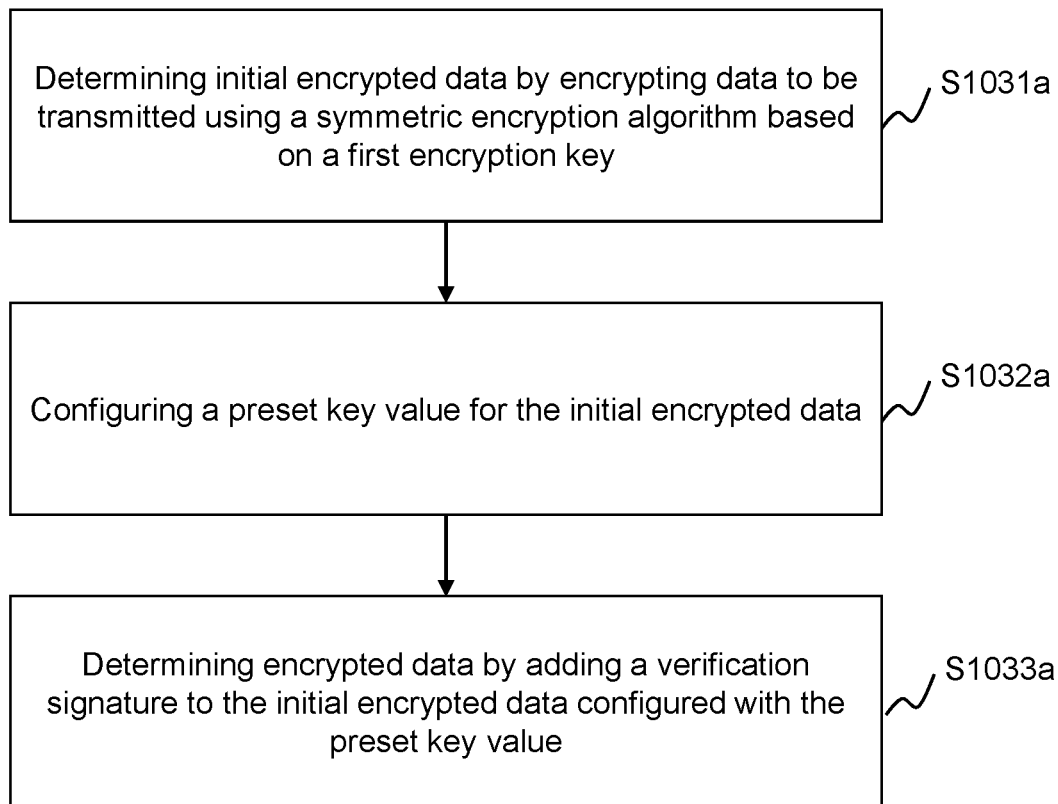 Determining initial encrypted data by encrypting data to be
transmitted using a symmetric encryption algorithm based
on a first encryption key
S1031a
Configuring a preset key value for the initial encrypted data
S1032a
Determining encrypted data by adding a verification
signature to the initial encrypted data configured with the
preset key value
S1033a